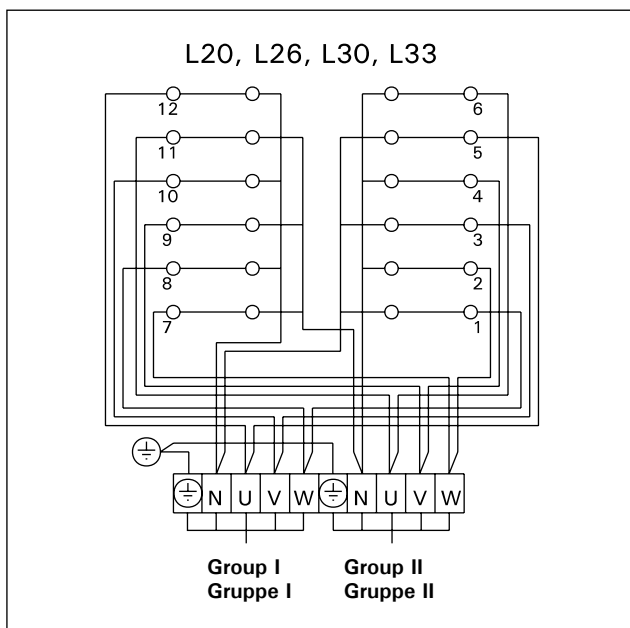 L20, L26, L30, L33
12 6
11 5
10 4
9 3
8 2
7 1
N U V W N U V W
Group I Group II
Gruppe I Gruppe II